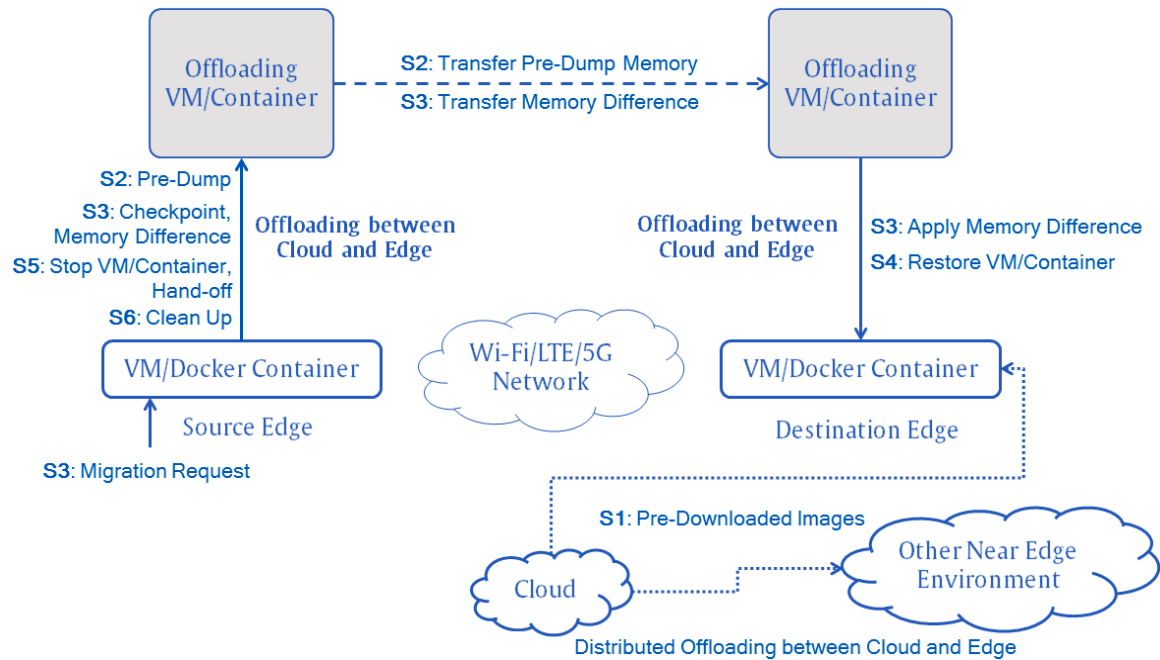 Offloading
VM/Container
S2: Transfer Pre-Dump Memory
S3: Transfer Memory Difference
Offloading
VM/Container
S2: Pre-Dump
S3: Checkpoint,
Memory Difference
S5: Stop VM/Container,
Hand-off
S6: Clean Up
Offloading between
Cloud and Edge
Offloading between
Cloud and Edge
S3: Apply Memory Difference
S4: Restore VM/Container
VM/Docker Container
Wi-Fi/LTE/5G
Network
VM/Docker Container
Source Edge
Destination Edge
S3: Migration Request
S1: Pre-Downloaded Images
Cloud
Other Near Edge
Environment
Distributed Offloading between Cloud and Edge